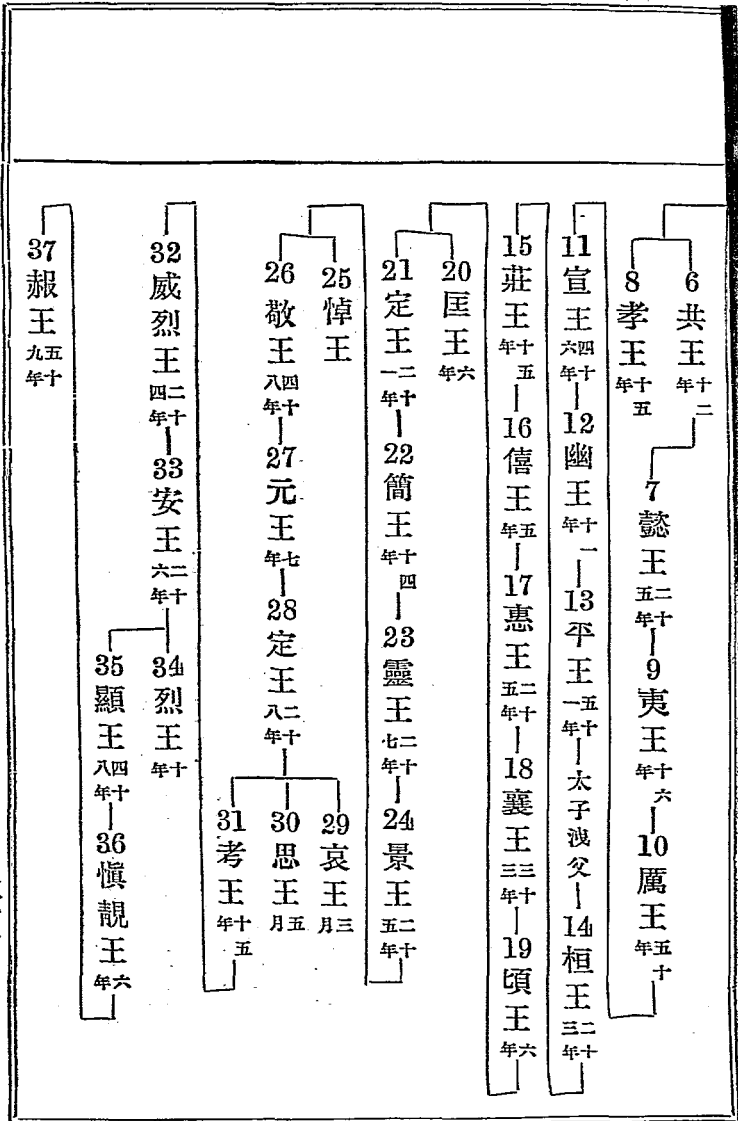 6 共王 十二年
8 孝王 十五年
7 懿王 二十五年
9 夷王 十六年
10 厲王 五十年
11 宣王 四十六年
12 幽王 十一年
13 平王 五十一年
太子洩父
14 桓王 二十三年
15 莊王 十五年
16 僖王 五年
17 惠王 二十五年
18 襄王 三十三年
19 頃王 六年
20 匡王 六年
21 定王 二十一年
22 簡王 十四年
23 靈王 二十七年
24 景王 二十五年
25 悼王
26 敬王 四十八年
27 元王 七年
28 定王 二十八年
29 哀王 三月
30 思王 五月
31 考王 十五年
32 威烈王 二十四年
33 安王 二十六年
34 烈王 十年
35 顯王 四十八年
36 愼靚王 六年
37 赧王 五十九年